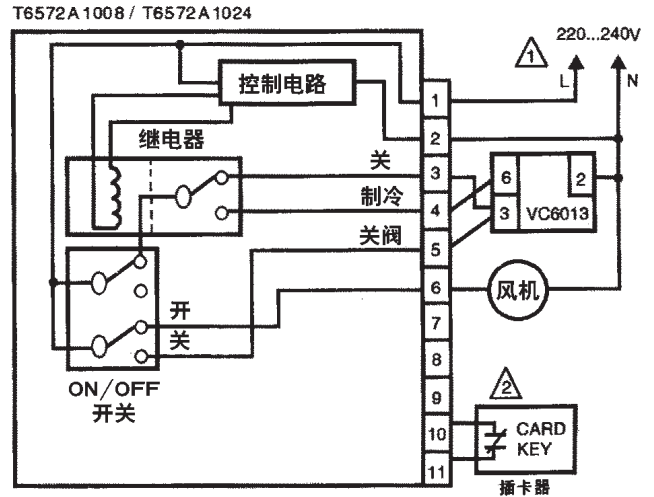 T6572A1008 / T6572A1024
220...240V
1
L
N
控制电路
继电器
1
2
关
3
6
2
制冷
4
3
VC6013
关阀
5
6
风机
开
7
关
8
ON/OFF
开关
9
2
10
CARD
KEY
11
插卡器